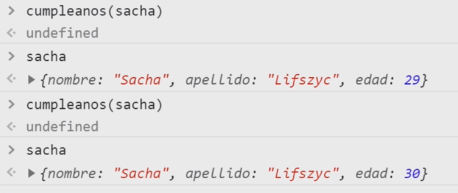 > cumpleanos(sacha)
undefined
> sacha
{nombre: "Sacha", apellido: "Lifszyc", edad: 29}
> cumpleanos(sacha)
undefined
> sacha
{nombre: "Sacha", apellido: "Lifszyc", edad: 30}